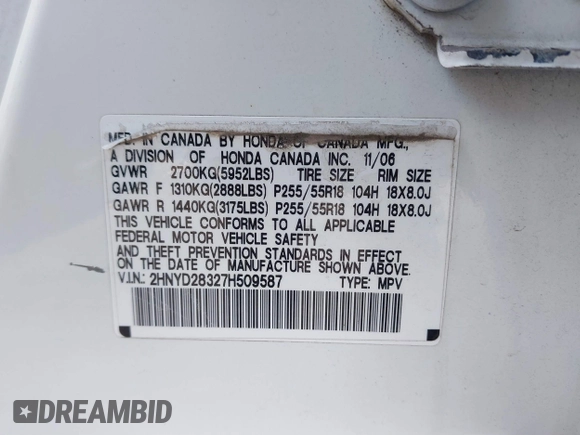 MFD. IN CANADA BY HONDA OF CANADA MFG.,
A DIVISION OF HONDA CANADA INC. 11/06
GVWR 2700KG(5952LBS) TIRE SIZE RIM SIZE
GAWR F 1310KG(2888LBS) P255/55R18 104H 18X8.0J
GAWR R 1440KG(3175LBS) P255/55R18 104H 18X8.0J
THIS VEHICLE CONFORMS TO ALL APPLICABLE
FEDERAL MOTOR VEHICLE SAFETY
AND THEFT PREVENTION STANDARDS IN EFFECT
ON THE DATE OF MANUFACTURE SHOWN ABOVE.
V.I.N.: 2HNYD28327H509587 TYPE: MPV
DREAMBID